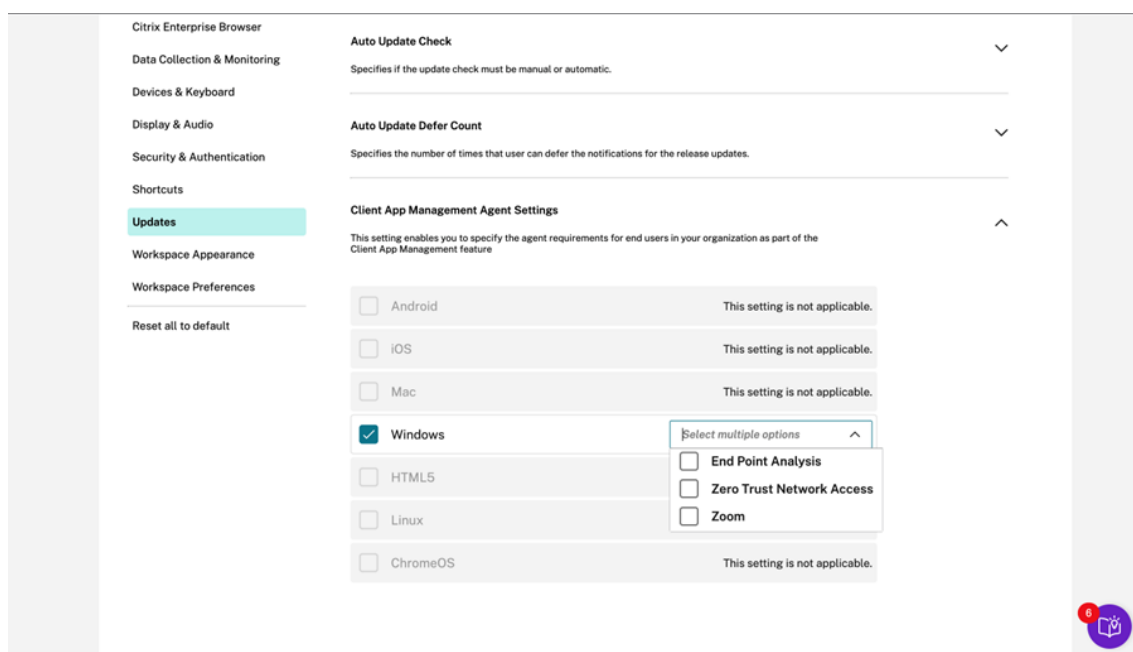 Citrix Enterprise Browser
Data Collection & Monitoring
Devices & Keyboard
Display & Audio
Security & Authentication
Shortcuts
Updates
Workspace Appearance
Workspace Preferences
Reset all to default
Auto Update Check
Specifies if the update check must be manual or automatic.
Auto Update Defer Count
Specifies the number of times that user can defer the notifications for the release updates.
Client App Management Agent Settings
This setting enables you to specify the agent requirements for end users in your organization as part of the
Client App Management feature
Android This setting is not applicable.
iOS This setting is not applicable.
Mac This setting is not applicable.
Windows Select multiple options
End Point Analysis
HTML5
Zero Trust Network Access
Zoom
Linux
ChromeOS This setting is not applicable.
6